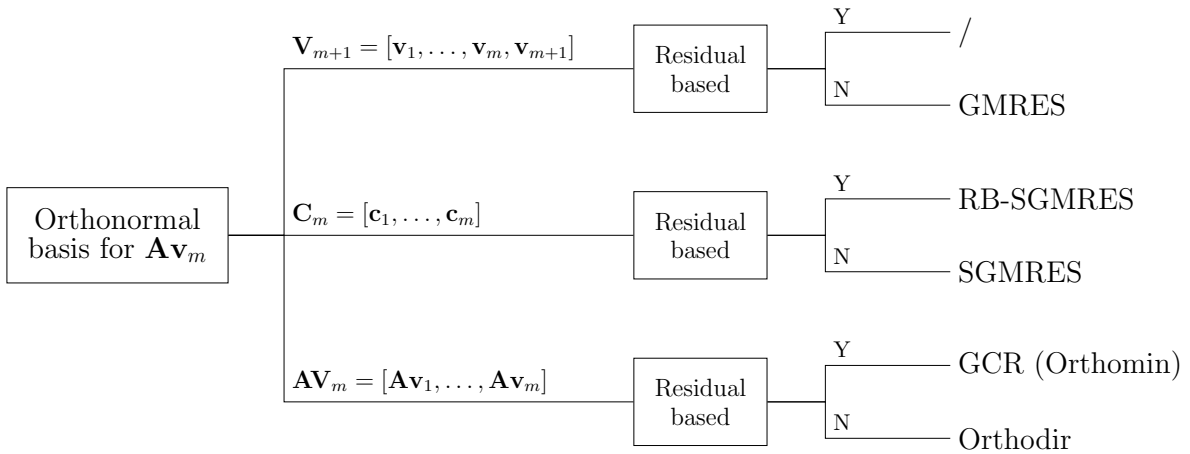 V_{m+1} = [v_1, . . . , v_m, v_{m+1}]
Residual
based
Y
/
N
GMRES
Orthonormal
basis for Av_m
C_m = [c_1, . . . , c_m]
Residual
based
Y
RB-SGMRES
N
SGMRES
AV_m = [Av_1, . . . , Av_m]
Residual
based
Y
GCR (Orthomin)
N
Orthodir